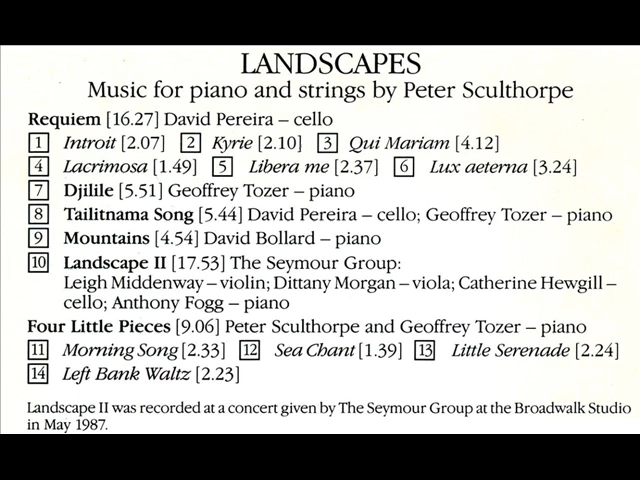 LANDSCAPES
Music for piano and strings by Peter Sculthorpe
Requiem [16.27] David Pereira – cello
1 Introit [2.07] 2 Kyrie [2.10] 3 Qui Mariam [4.12]
4 Lacrimosa [1.49] 5 Libera me [2.37] 6 Lux aeterna [3.24]
7 Djilile [5.51] Geoffrey Tozer – piano
8 Tailitnama Song [5.44] David Pereira – cello; Geoffrey Tozer – piano
9 Mountains [4.54] David Bollard – piano
10 Landscape II [17.53] The Seymour Group:
Leigh Middenway – violin; Dittany Morgan – viola; Catherine Hewgill –
cello; Anthony Fogg – piano
Four Little Pieces [9.06] Peter Sculthorpe and Geoffrey Tozer – piano
11 Morning Song [2.33] 12 Sea Chant [1.39] 13 Little Serenade [2.24]
14 Left Bank Waltz [2.23]
Landscape II was recorded at a concert given by The Seymour Group at the Broadwalk Studio
in May 1987.